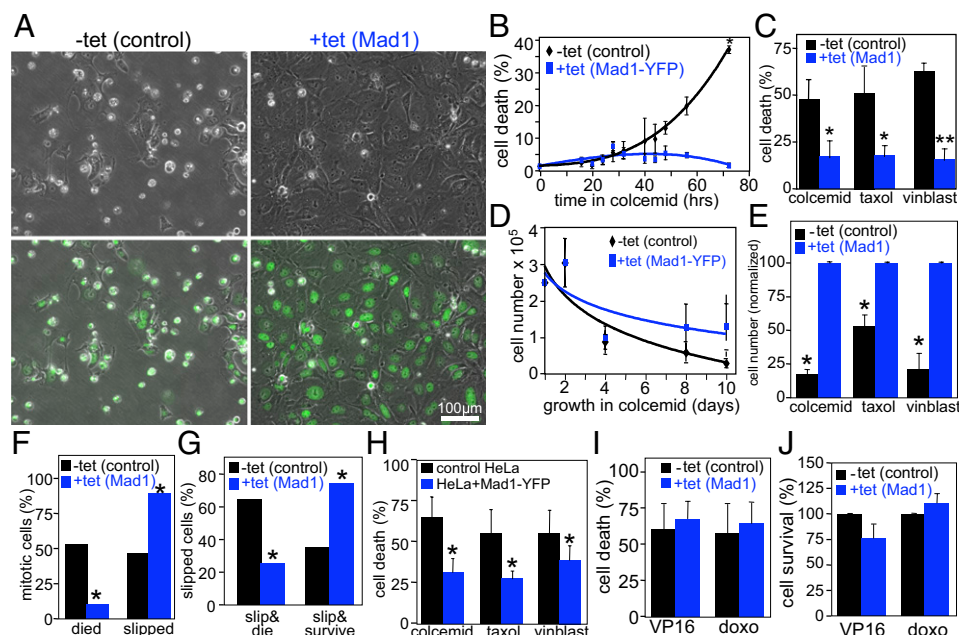 A
-tet (control)
+tet (Mad1)
100µm
B
-tet (control)
+tet (Mad1-YFP)
cell death (%)
40
35
30
20
10
0
0
20
40
60
80
time in colcemid (hrs)
*
C
-tet (control)
+tet (Mad1)
cell death (%)
75
50
25
0
*
*
**
colcemid
taxol
vinblast
D
-tet (control)
+tet (Mad1-YFP)
cell number x 10⁵
4
3
2
1
0
2
4
6
8
10
growth in colcemid (days)
E
-tet (control)
+tet (Mad1)
cell number (normalized)
100
75
50
25
0
*
*
*
colcemid
taxol
vinblast
F
-tet (control)
+tet (Mad1)
mitotic cells (%)
100
50
0
*
*
died
slipped
G
-tet (control)
+tet (Mad1)
slipped cells (%)
80
60
40
20
0
*
*
slip&
die
slip&
survive
H
control HeLa
HeLa+Mad1-YFP
cell death (%)
100
75
50
25
0
*
*
*
colcemid
taxol
vinblast
I
-tet (control)
+tet (Mad1)
cell death (%)
100
75
50
25
0
VP16
doxo
J
-tet (control)
+tet (Mad1)
cell survival (%)
150
125
100
75
50
25
0
VP16
doxo